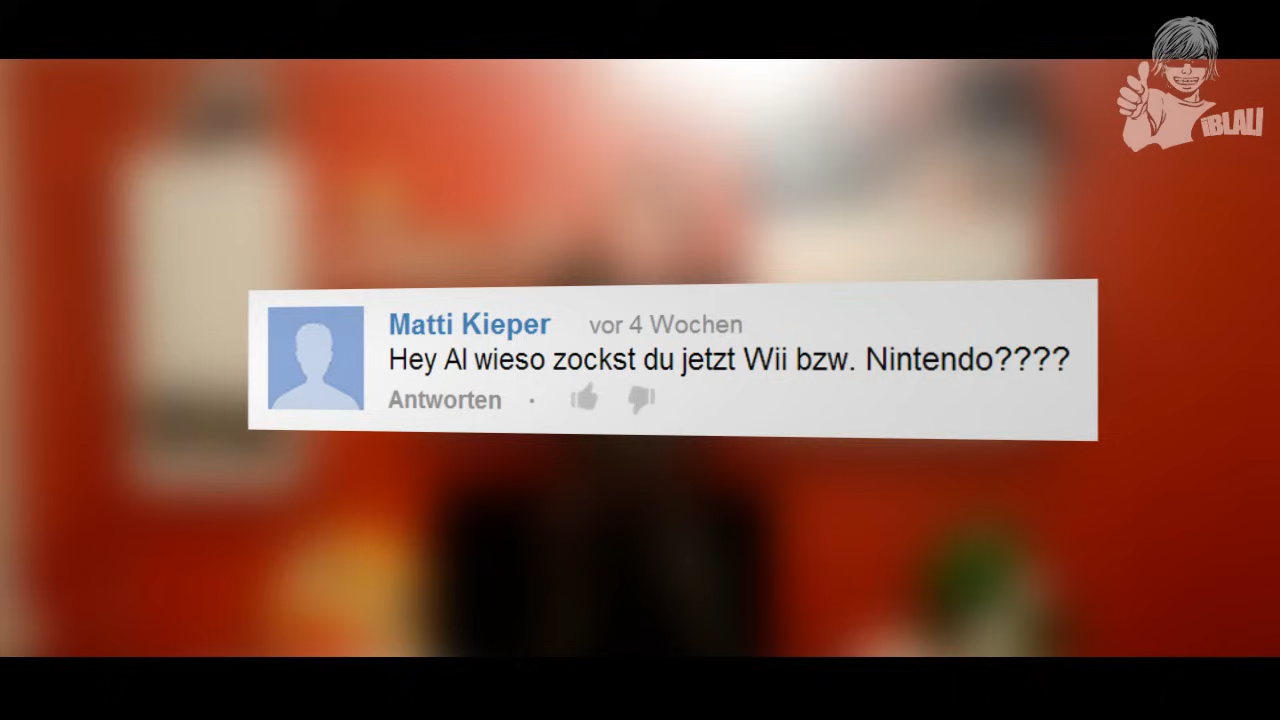 iBLALI
Matti Kieper vor 4 Wochen
Hey Al wieso zockst du jetzt Wii bzw. Nintendo????
Antworten ·